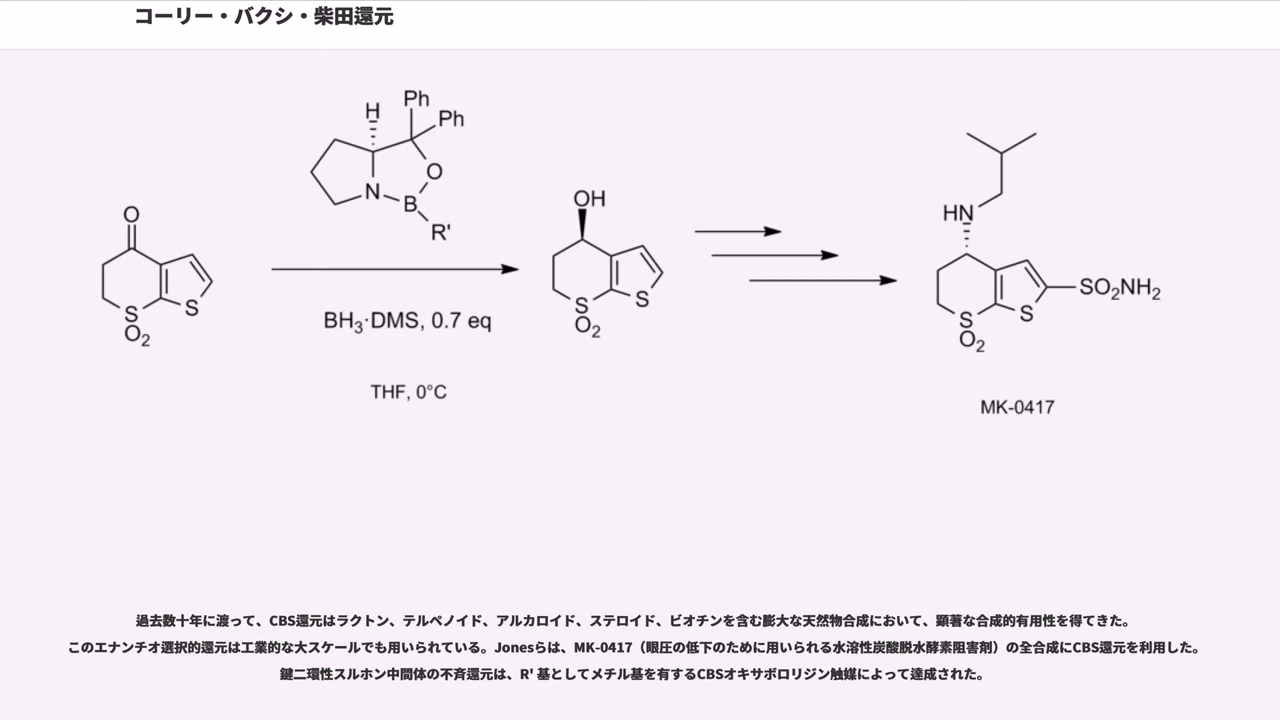 コーリー・バクシ・柴田還元
Ph
H
Ph
O
N
B
R'
O
S
O2
S
BH3·DMS, 0.7 eq
THF, 0°C
OH
S
O2
S
HN
S
O2
S
SO2NH2
MK-0417
過去数十年に渡って、CBS還元はラクトン、テルペノイド、アルカロイド、ステロイド、ビオチンを含む膨大な天然物合成において、顕著な合成的有用性を得てきた。
このエナンチオ選択的還元は工業的な大スケールでも用いられている。Jonesらは、MK-0417（眼圧の低下のために用いられる水溶性炭酸脱水酵素阻害剤）の全合成にCBS還元を利用した。
鍵二環性スルホン中間体の不斉還元は、R' 基としてメチル基を有するCBSオキサボロリジン触媒によって達成された。